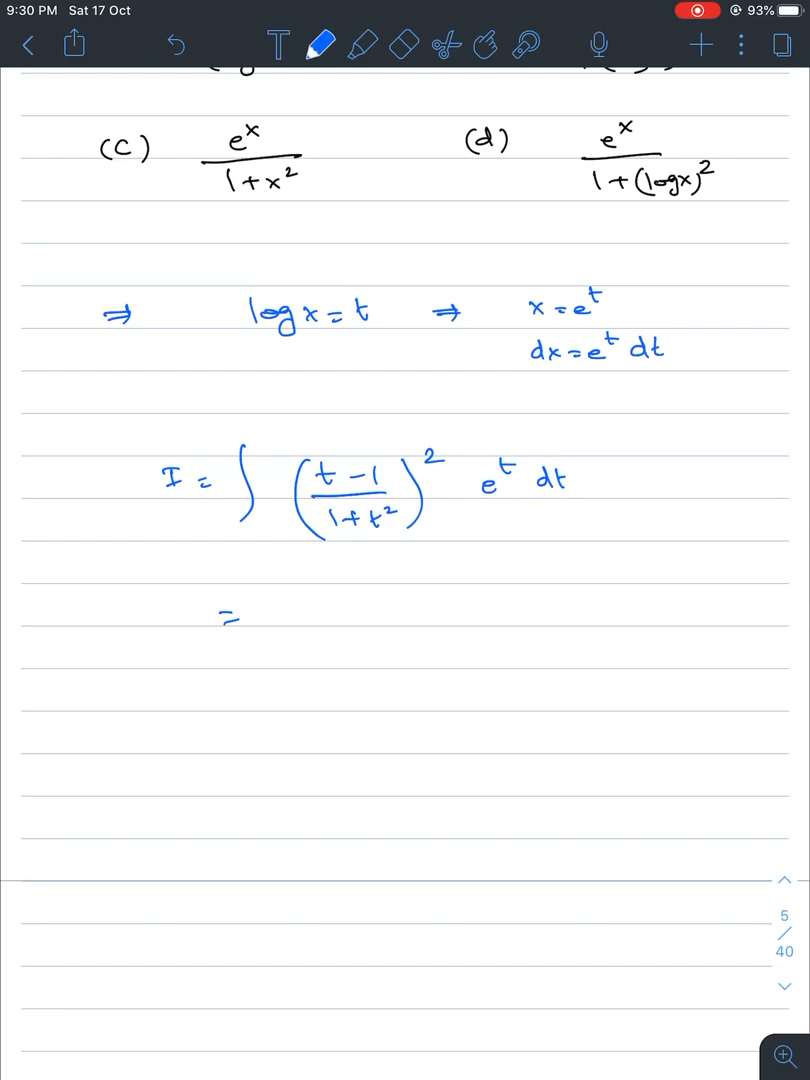 9:30 PM Sat 17 Oct 93%
T
(c) e^x / (1+x^2) (d) e^x / (1+(logx)^2)
⇒ log x = t ⇒ x = e^t
dx = e^t dt
I = ∫ ((t-1)/(1+t^2))^2 e^t dt
=
5
/
40